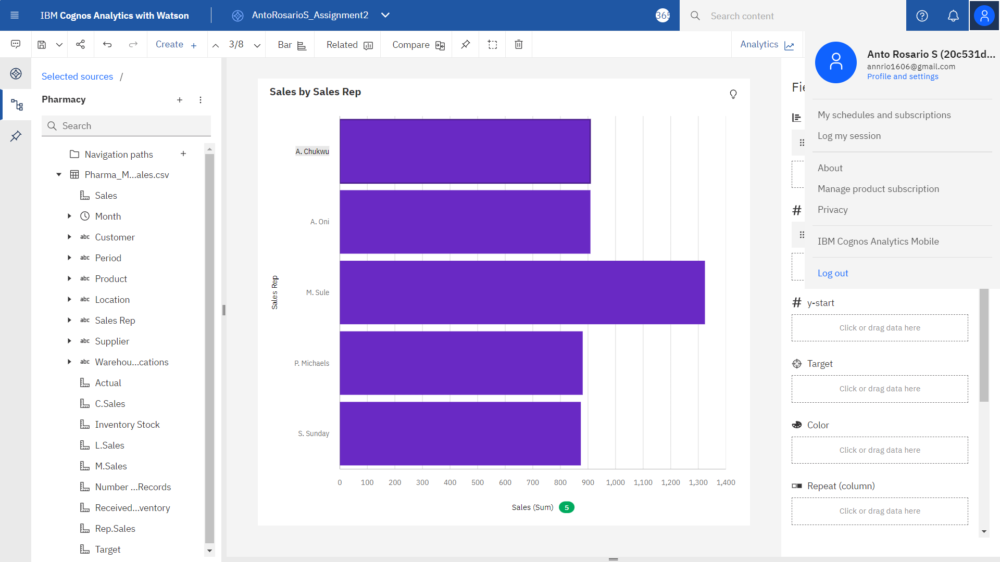 IBM Cognos Analytics with Watson
AntoRosarioS_Assignment2
365
Search content
Create
3/8
Bar
Related
Compare
Analytics
Selected sources /
Pharmacy
Search
Navigation paths
Pharma_M...ales.csv
Sales
Month
abc Customer
abc Period
abc Product
abc Location
abc Sales Rep
abc Supplier
abc Warehou...cations
Actual
C.Sales
Inventory Stock
L.Sales
M.Sales
Number ...Records
Received...ventory
Rep.Sales
Target
Sales by Sales Rep
Sales Rep
A. Chukwu
A. Oni
M. Sule
P. Michaels
S. Sunday
0 100 200 300 400 500 600 700 800 900 1,000 1,100 1,200 1,300 1,400
Sales (Sum) 5
Anto Rosario S (20c531d...
annrio1606@gmail.com
Profile and settings
My schedules and subscriptions
Log my session
About
Manage product subscription
Privacy
IBM Cognos Analytics Mobile
Log out
# y-start
Click or drag data here
Target
Click or drag data here
Color
Click or drag data here
Repeat (column)
Click or drag data here